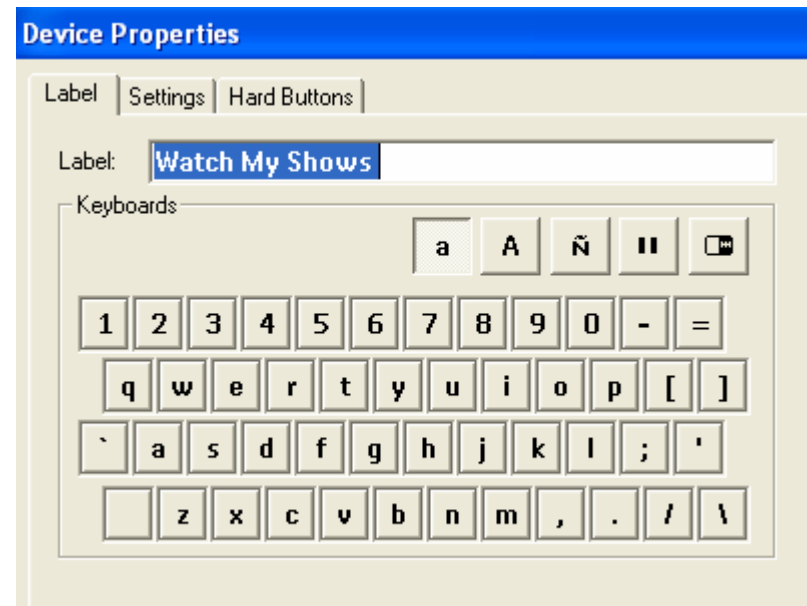 Device Properties
Label Settings Hard Buttons
Label: Watch My Shows
Keyboards
a A Ñ
1 2 3 4 5 6 7 8 9 0 - =
q w e r t y u i o p [ ]
` a s d f g h j k l ; '
z x c v b n m , . / \